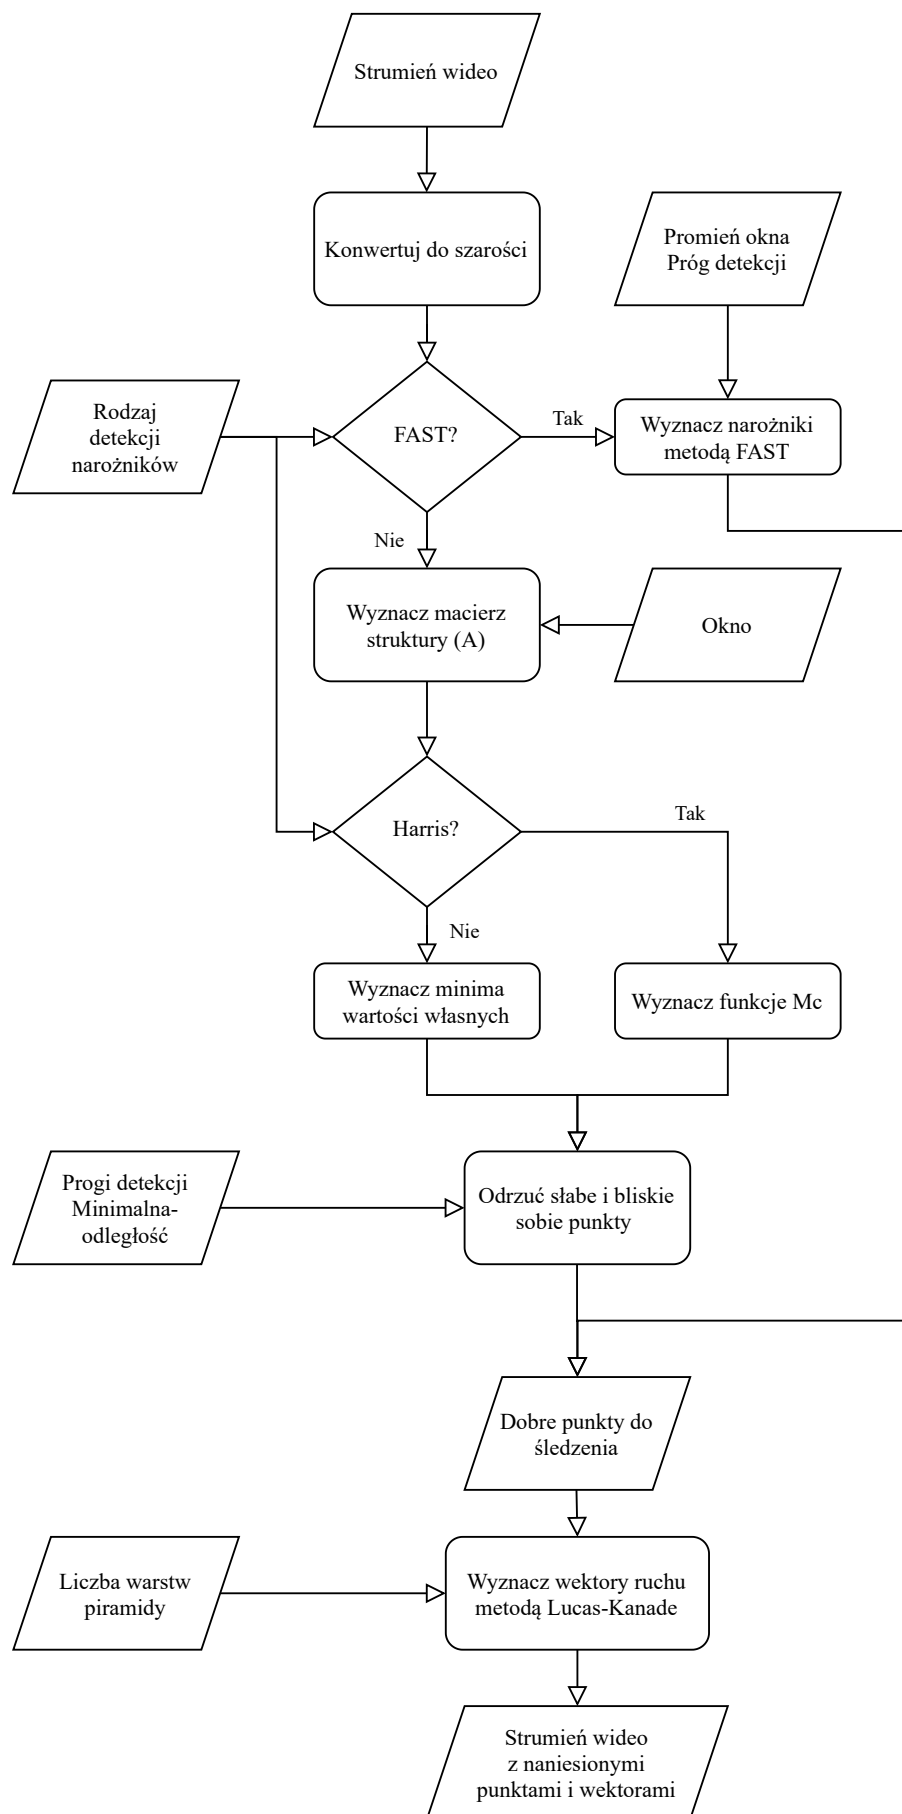 Strumień wideo
Konwertuj do szarości
Promień okna
Próg detekcji
Rodzaj
detekcji
narożników
FAST?
Tak
Wyznacz narożniki
metodą FAST
Nie
Wyznacz macierz
struktury (A)
Okno
Harris?
Tak
Nie
Wyznacz minima
wartości własnych
Wyznacz funkcje Mc
Progi detekcji
Minimalna-
odległość
Odrzuć słabe i bliskie
sobie punkty
Dobre punkty do
śledzenia
Liczba warstw
piramidy
Wyznacz wektory ruchu
metodą Lucas-Kanade
Strumień wideo
z naniesionymi
punktami i wektorami